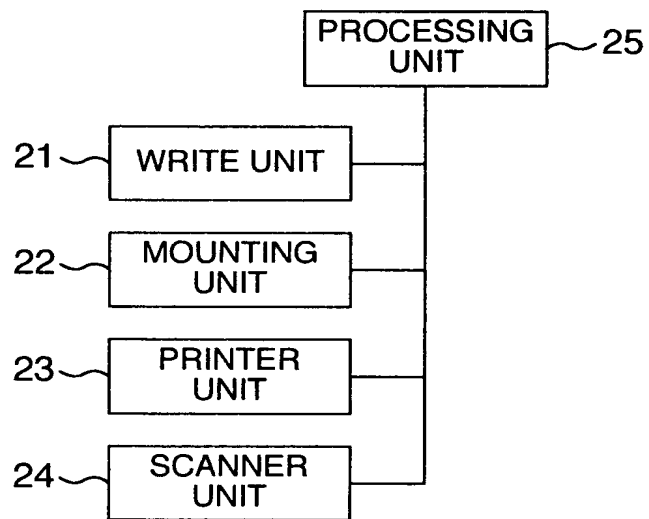 PROCESSING
UNIT
25
21
WRITE UNIT
22
MOUNTING
UNIT
23
PRINTER
UNIT
24
SCANNER
UNIT